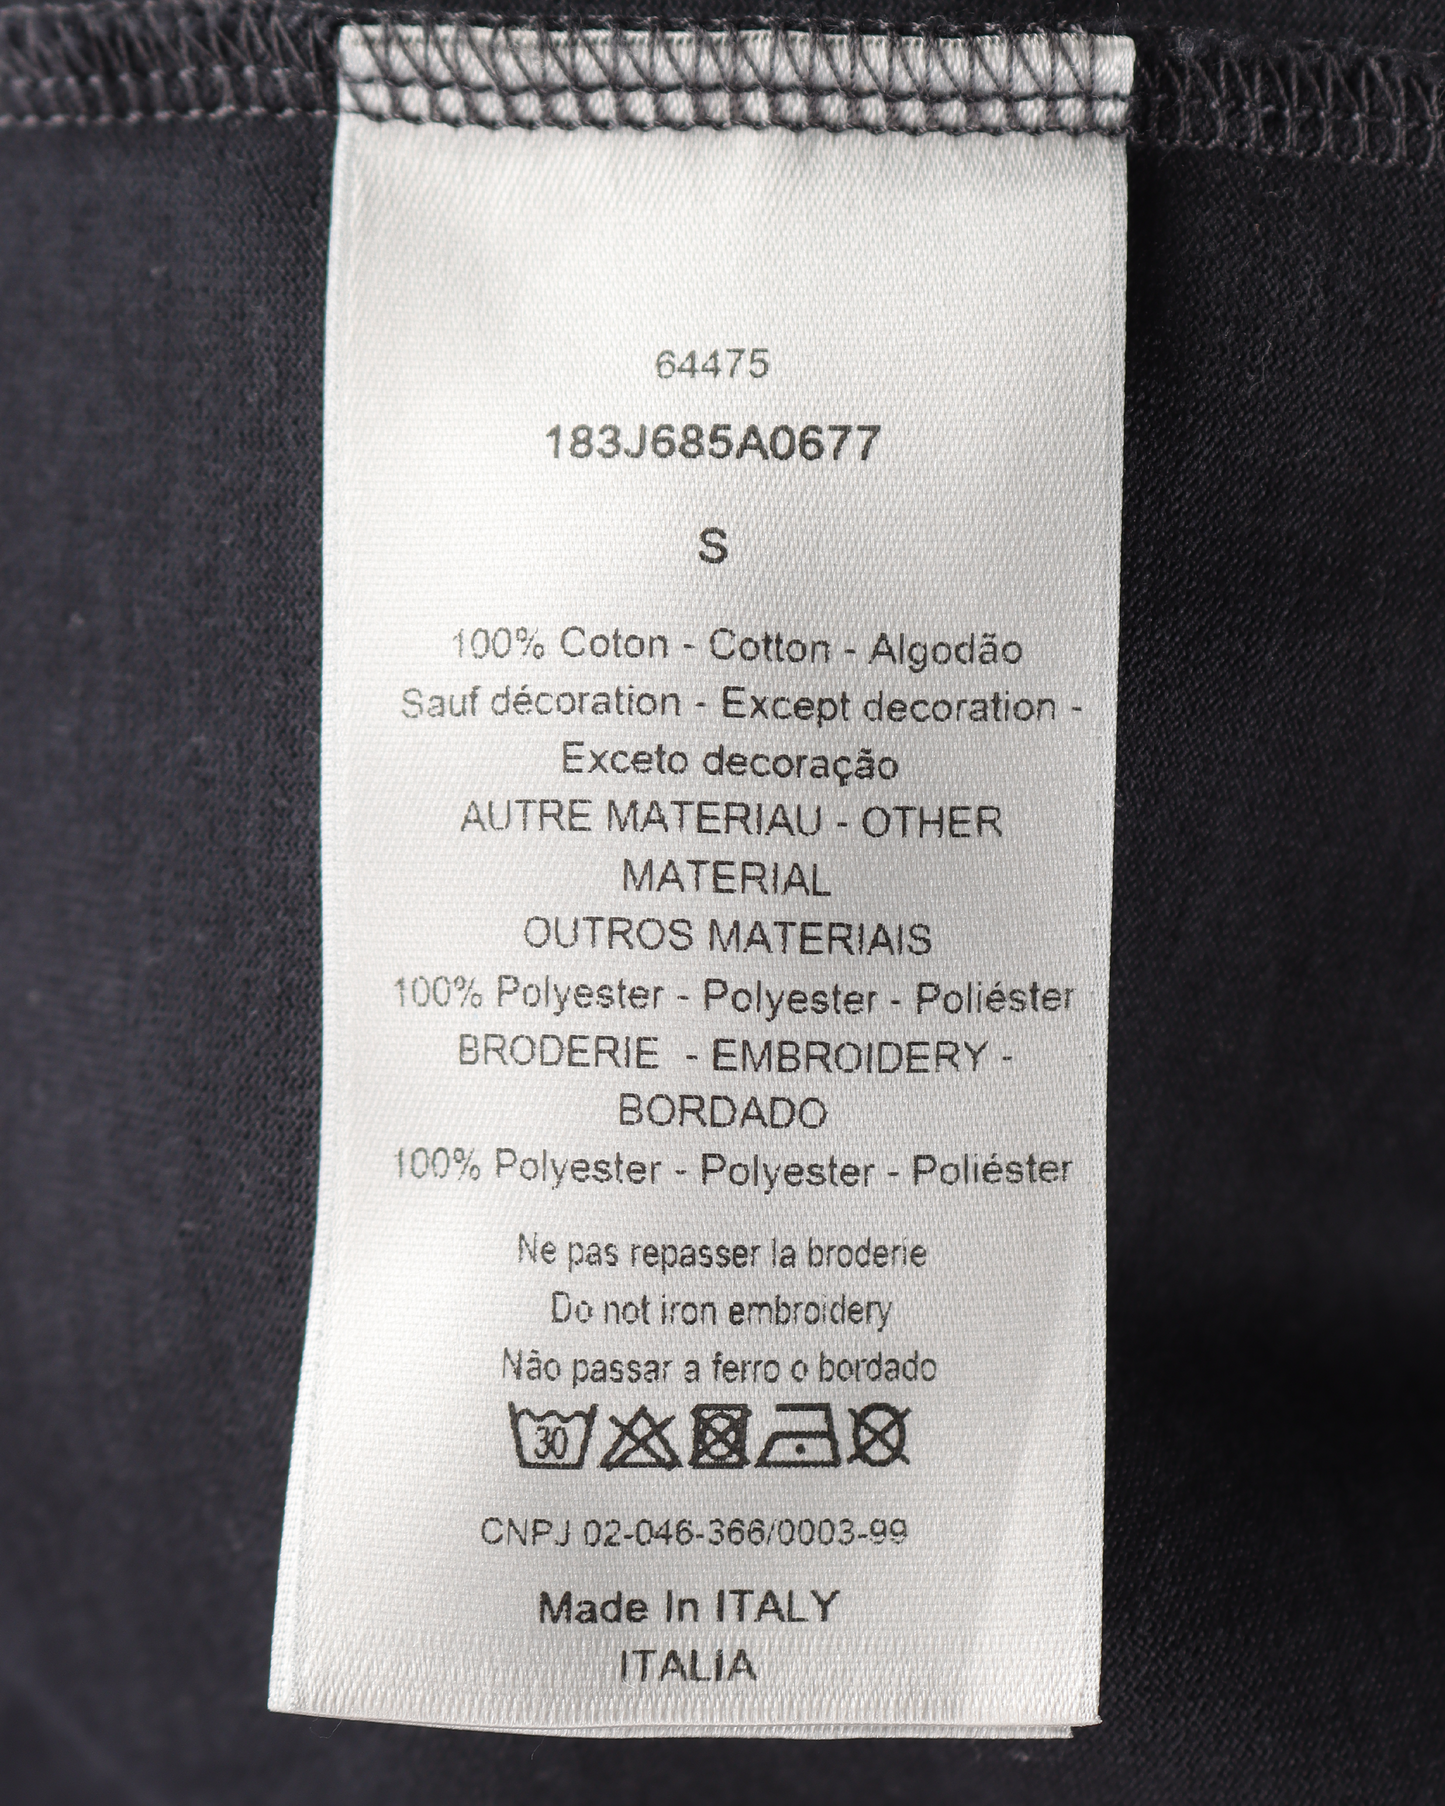 64475
183J685A0677
S
100% Coton - Cotton - Algodão
Sauf décoration - Except decoration -
Exceto decoração
AUTRE MATERIAU - OTHER
MATERIAL
OUTROS MATERIAIS
100% Polyester - Polyester - Poliéster
BRODERIE - EMBROIDERY -
BORDADO
100% Polyester - Polyester - Poliéster
Ne pas repasser la broderie
Do not iron embroidery
Não passar a ferro o bordado
30
CNPJ 02-046-366/0003-99
Made In ITALY
ITALIA